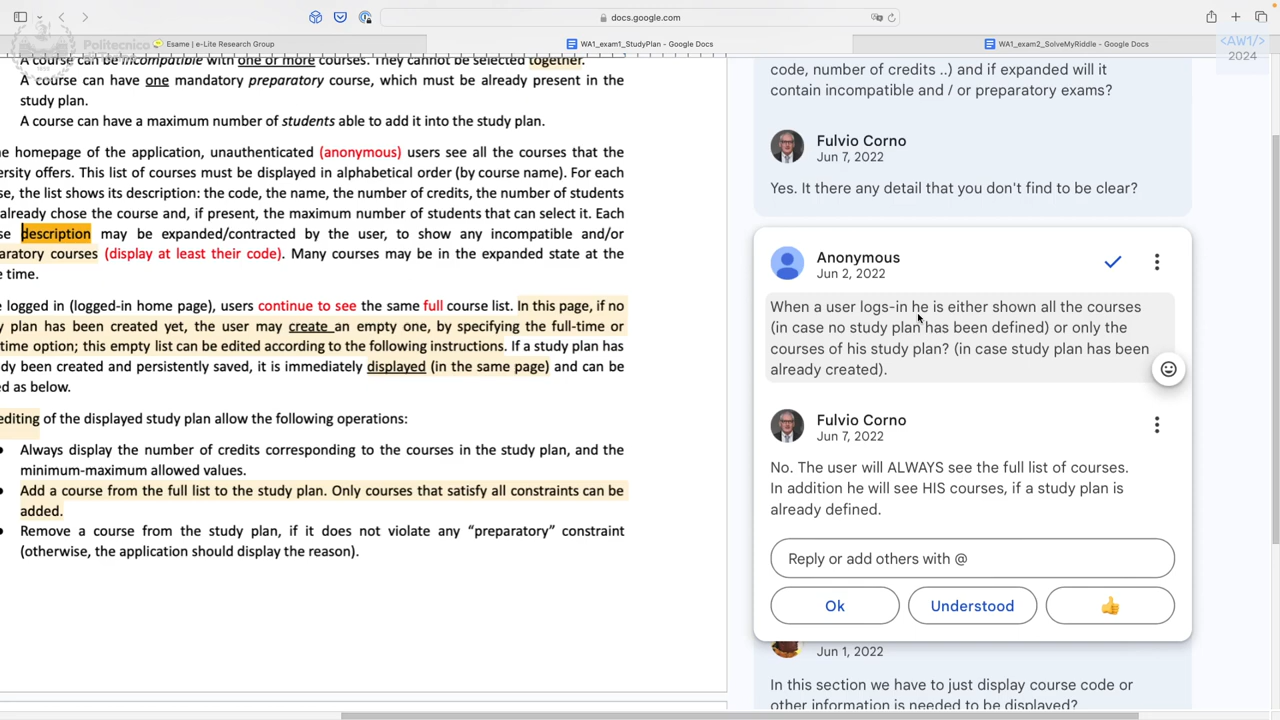 docs.google.com
Politecnico
Esame | e-Lite Research Group
WA1_exam1_StudyPlan - Google Docs
WA1_exam2_SolveMyRiddle - Google Docs
<AW1/>
2024
A course can be incompatible with one or more courses. They cannot be selected together.
A course can have one mandatory preparatory course, which must be already present in the
study plan.
A course can have a maximum number of students able to add it into the study plan.
he homepage of the application, unauthenticated (anonymous) users see all the courses that the
ersity offers. This list of courses must be displayed in alphabetical order (by course name). For each
se, the list shows its description: the code, the name, the number of credits, the number of students
already chose the course and, if present, the maximum number of students that can select it. Each
se description may be expanded/contracted by the user, to show any incompatible and/or
aratory courses (display at least their code). Many courses may be in the expanded state at the
e time.
e logged in (logged-in home page), users continue to see the same full course list. In this page, if no
y plan has been created yet, the user may create an empty one, by specifying the full-time or
time option; this empty list can be edited according to the following instructions. If a study plan has
dy been created and persistently saved, it is immediately displayed (in the same page) and can be
ed as below.
editing of the displayed study plan allow the following operations:
● Always display the number of credits corresponding to the courses in the study plan, and the
minimum-maximum allowed values.
● Add a course from the full list to the study plan. Only courses that satisfy all constraints can be
added.
● Remove a course from the study plan, if it does not violate any “preparatory” constraint
(otherwise, the application should display the reason).
code, number of credits ..) and if expanded will it
contain incompatible and / or preparatory exams?
Fulvio Corno
Jun 7, 2022
Yes. It there any detail that you don't find to be clear?
Anonymous
Jun 2, 2022
When a user logs-in he is either shown all the courses
(in case no study plan has been defined) or only the
courses of his study plan? (in case study plan has been
already created).
Fulvio Corno
Jun 7, 2022
No. The user will ALWAYS see the full list of courses.
In addition he will see HIS courses, if a study plan is
already defined.
Reply or add others with @
Ok
Understood
👍
Jun 1, 2022
In this section we have to just display course code or
other information is needed to be displayed?